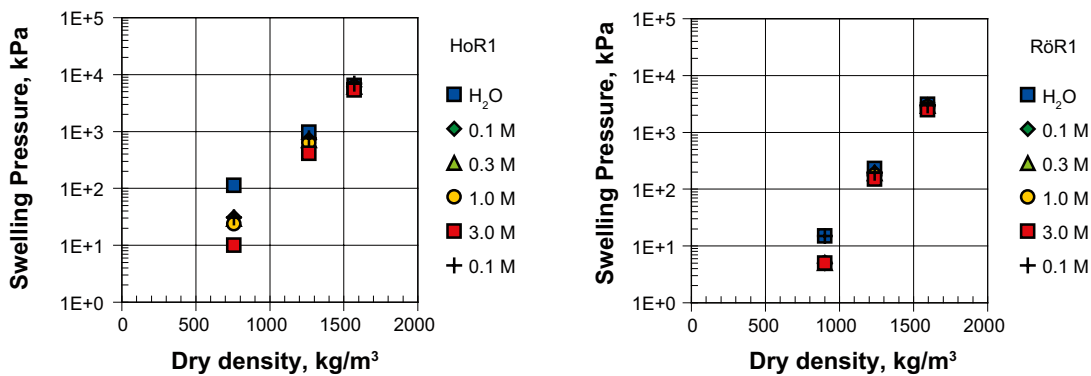 Swelling Pressure, kPa
1E+5
1E+4
1E+3
1E+2
1E+1
1E+0
0
500
1000
1500
2000
Dry density, kg/m³
HoR1
H₂O
0.1 M
0.3 M
1.0 M
3.0 M
0.1 M
Swelling Pressure, kPa
1E+5
1E+4
1E+3
1E+2
1E+1
1E+0
0
500
1000
1500
2000
Dry density, kg/m³
RöR1
H₂O
0.1 M
0.3 M
1.0 M
3.0 M
0.1 M